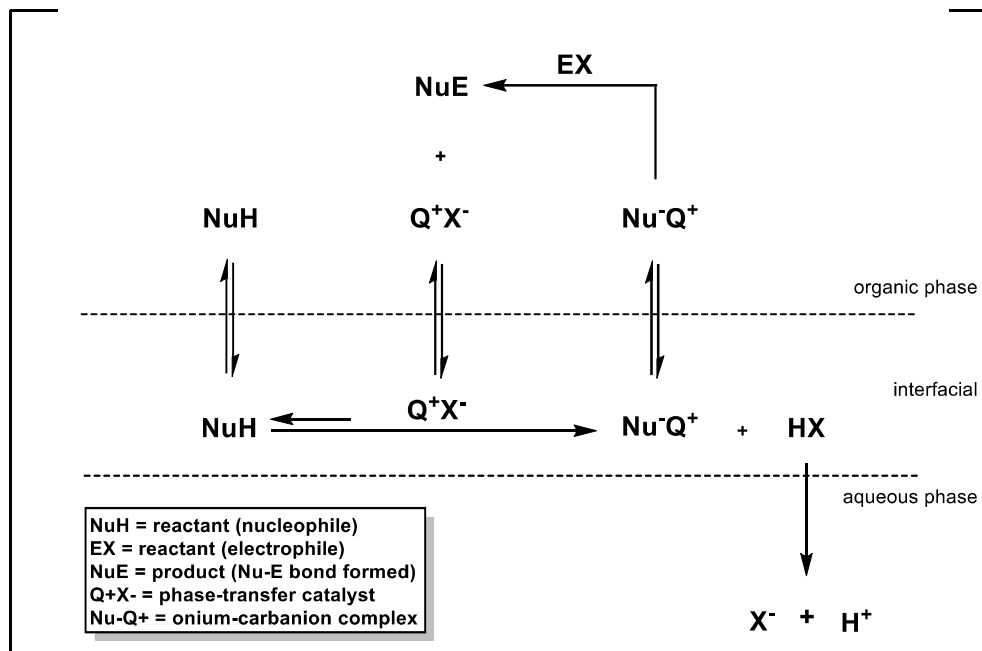 EX
NuE
+
NuH Q⁺X⁻ Nu⁻Q⁺
organic phase
interfacial
Q⁺X⁻
NuH Nu⁻Q⁺ + HX
aqueous phase
NuH = reactant (nucleophile)
EX = reactant (electrophile)
NuE = product (Nu-E bond formed)
Q+X- = phase-transfer catalyst
Nu-Q+ = onium-carbanion complex
X⁻ + H⁺